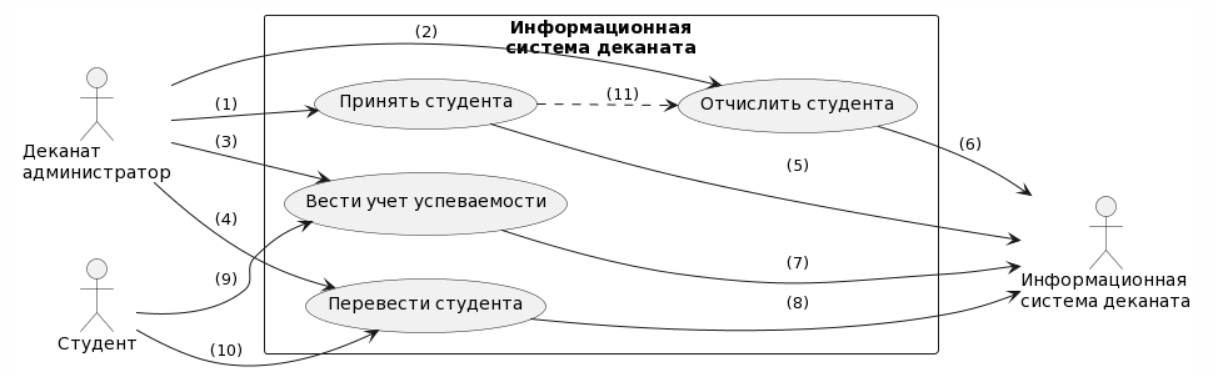 Информационная
система деканата
(2)
(1)
Принять студента
(11)
Отчислить студента
(3)
Деканат
администратор
(6)
(5)
Вести учет успеваемости
(4)
(7)
(9)
Информационная
система деканата
Перевести студента
(8)
Студент
(10)